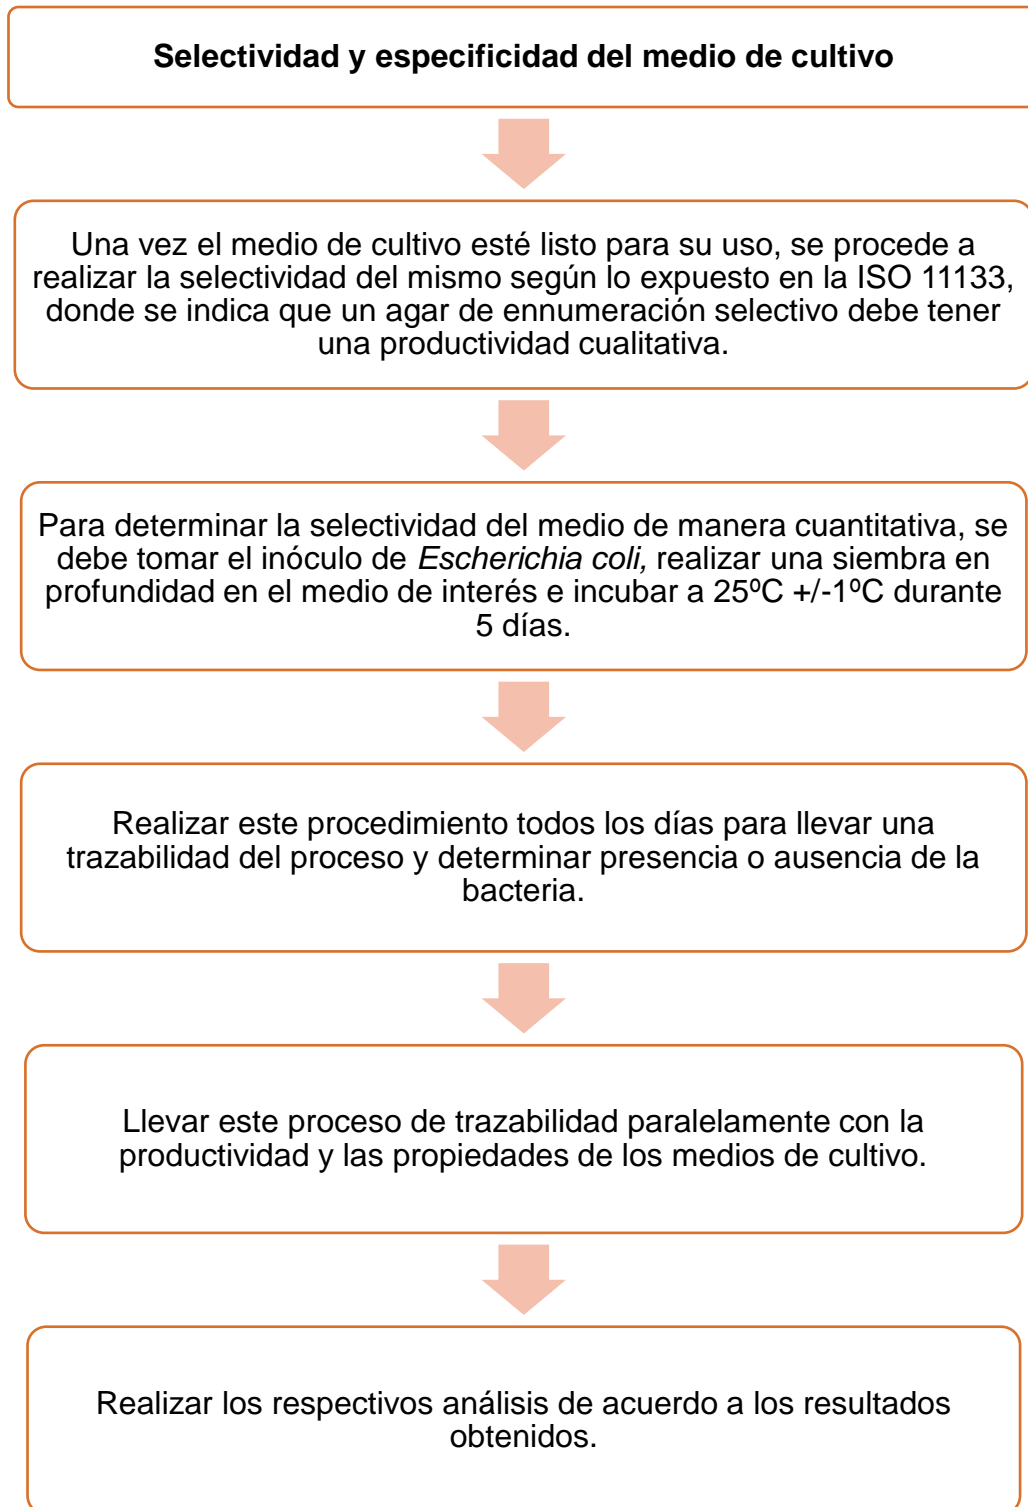 Selectividad y especificidad del medio de cultivo
Una vez el medio de cultivo esté listo para su uso, se procede a
realizar la selectividad del mismo según lo expuesto en la ISO 11133,
donde se indica que un agar de ennumeración selectivo debe tener
una productividad cualitativa.
Para determinar la selectividad del medio de manera cuantitativa, se
debe tomar el inóculo de Escherichia coli, realizar una siembra en
profundidad en el medio de interés e incubar a 25ºC +/-1ºC durante
5 días.
Realizar este procedimiento todos los días para llevar una
trazabilidad del proceso y determinar presencia o ausencia de la
bacteria.
Llevar este proceso de trazabilidad paralelamente con la
productividad y las propiedades de los medios de cultivo.
Realizar los respectivos análisis de acuerdo a los resultados
obtenidos.